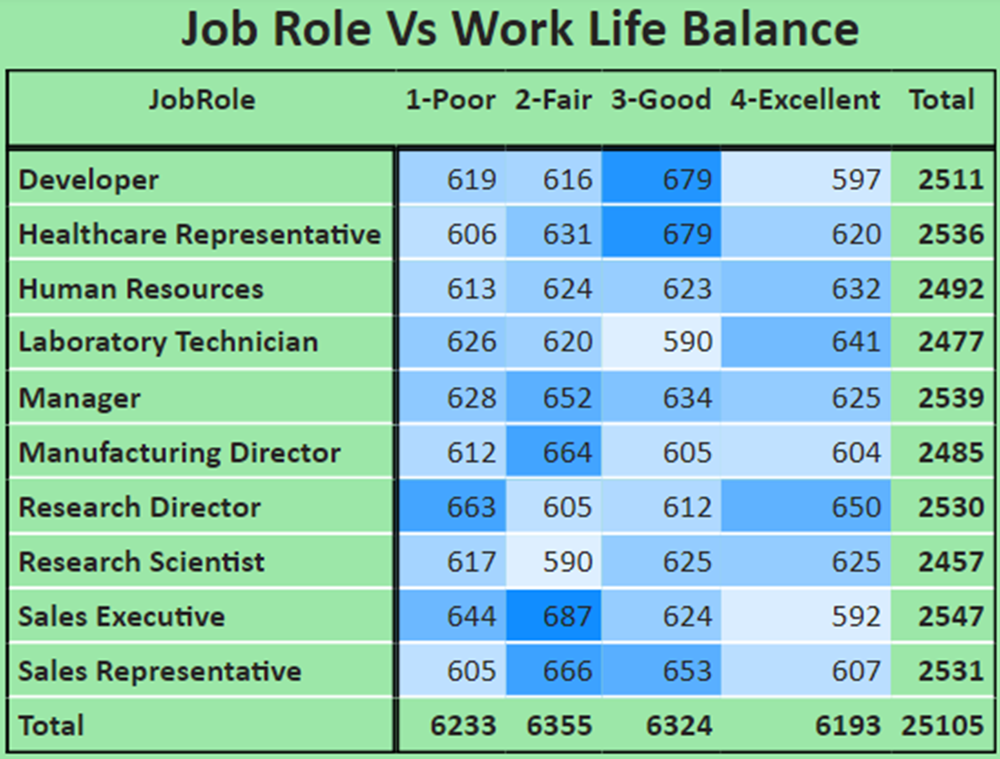 Job Role Vs Work Life Balance
JobRole 1-Poor 2-Fair 3-Good 4-Excellent Total
Developer 619 616 679 597 2511
Healthcare Representative 606 631 679 620 2536
Human Resources 613 624 623 632 2492
Laboratory Technician 626 620 590 641 2477
Manager 628 652 634 625 2539
Manufacturing Director 612 664 605 604 2485
Research Director 663 605 612 650 2530
Research Scientist 617 590 625 625 2457
Sales Executive 644 687 624 592 2547
Sales Representative 605 666 653 607 2531
Total 6233 6355 6324 6193 25105